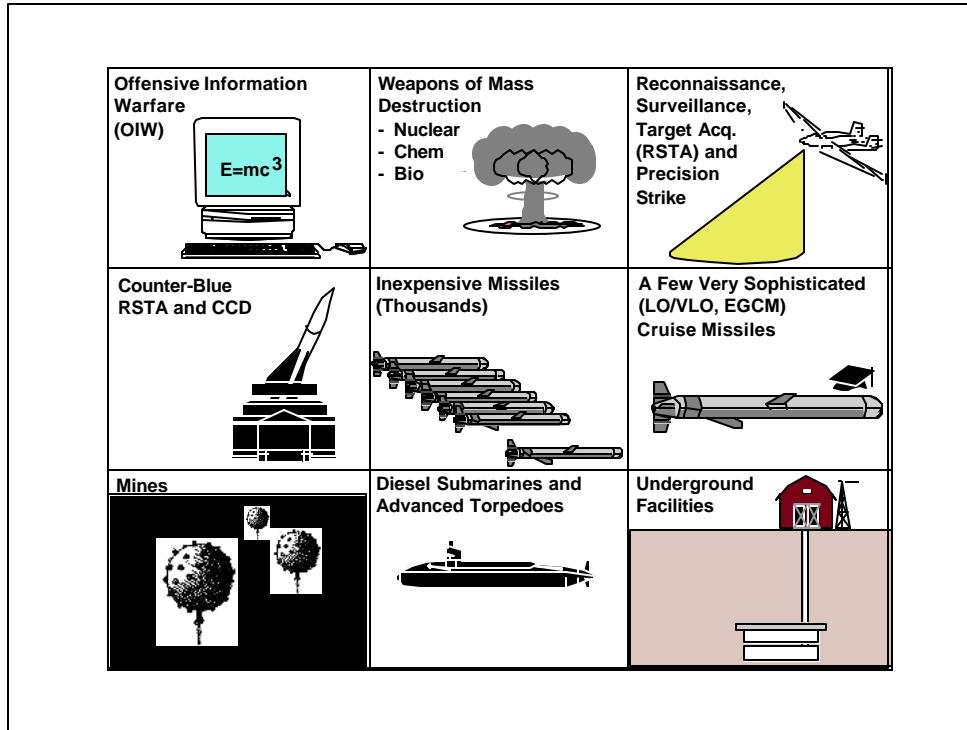 Offensive Information
Warfare
(OIW)
E=mc³
Weapons of Mass
Destruction
- Nuclear
- Chem
- Bio
Reconnaissance,
Surveillance,
Target Acq.
(RSTA) and
Precision
Strike
Counter-Blue
RSTA and CCD
Inexpensive Missiles
(Thousands)
A Few Very Sophisticated
(LO/VLO, EGCM)
Cruise Missiles
Mines
Diesel Submarines and
Advanced Torpedoes
Underground
Facilities